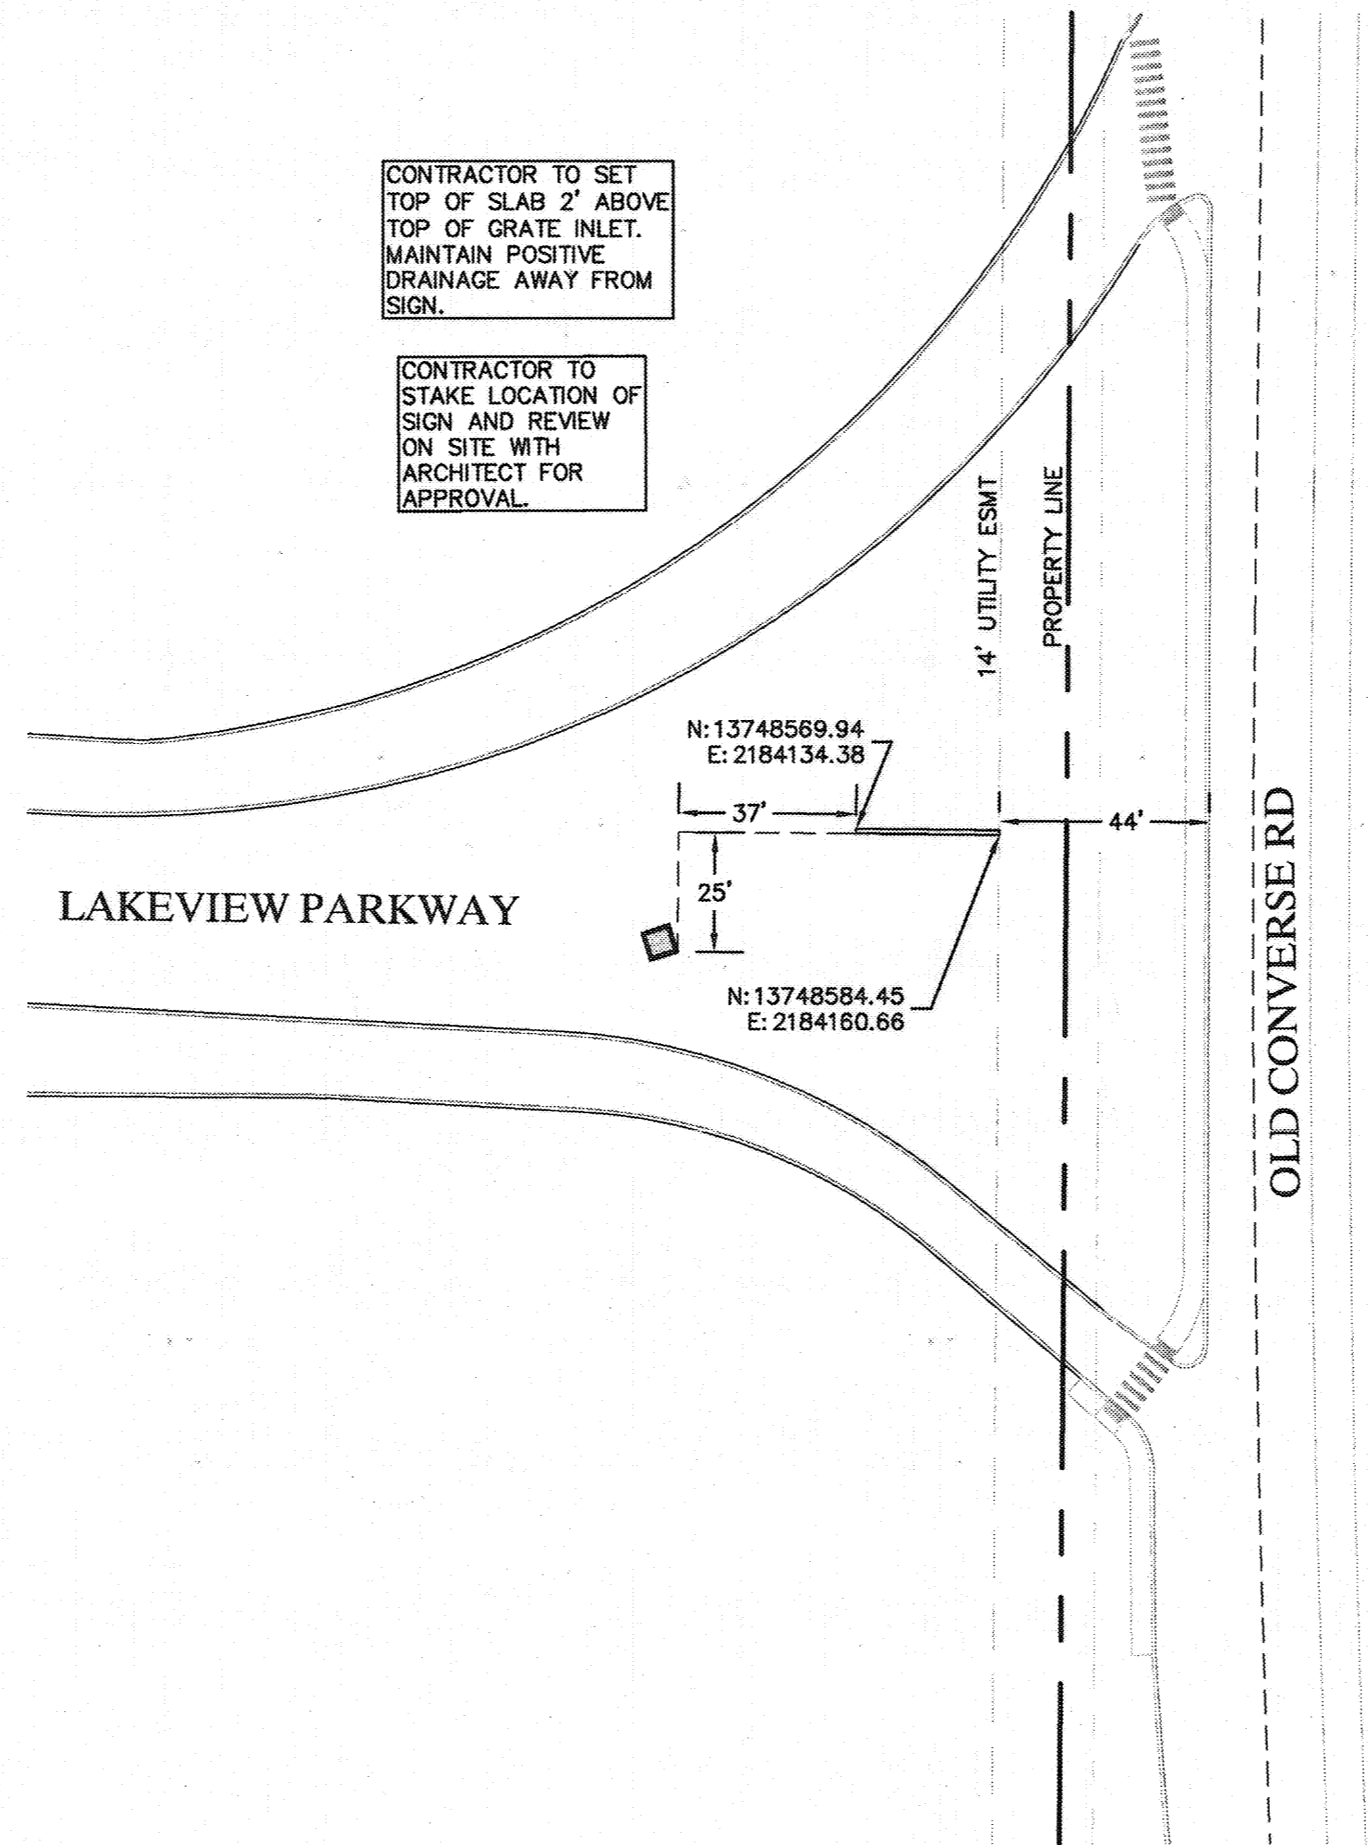 CONTRACTOR TO SET
TOP OF SLAB 2' ABOVE
TOP OF GRATE INLET.
MAINTAIN POSITIVE
DRAINAGE AWAY FROM
SIGN.
CONTRACTOR TO
STAKE LOCATION OF
SIGN AND REVIEW
ON SITE WITH
ARCHITECT FOR
APPROVAL.
14' UTILITY ESMT
PROPERTY LINE
N: 13748569.94
E: 2184134.38
37'
44'
25'
LAKEVIEW PARKWAY
N: 13748584.45
E: 2184160.66
OLD CONVERSE RD